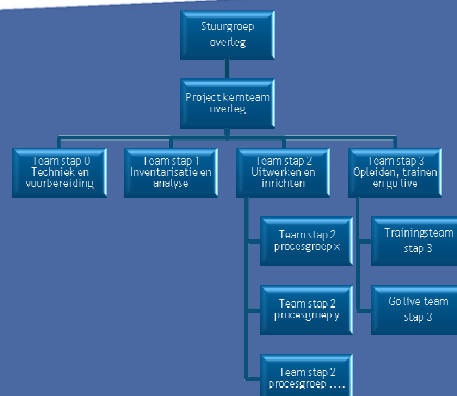 Stuurgroep
overleg
Project kernteam
overleg
Team stap 0
Techniek en
voorbereiding
Team stap 1
Inventarisatie en
analyse
Team stap 2
Uitwerken en
inrichten
Team stap 3
Opleiden, trainen
en go live
Team stap 2
procesgroep x
Trainingsteam
stap 3
Team stap 2
procesgroep y
Go live team
stap 3
Team stap 2
procesgroep ....